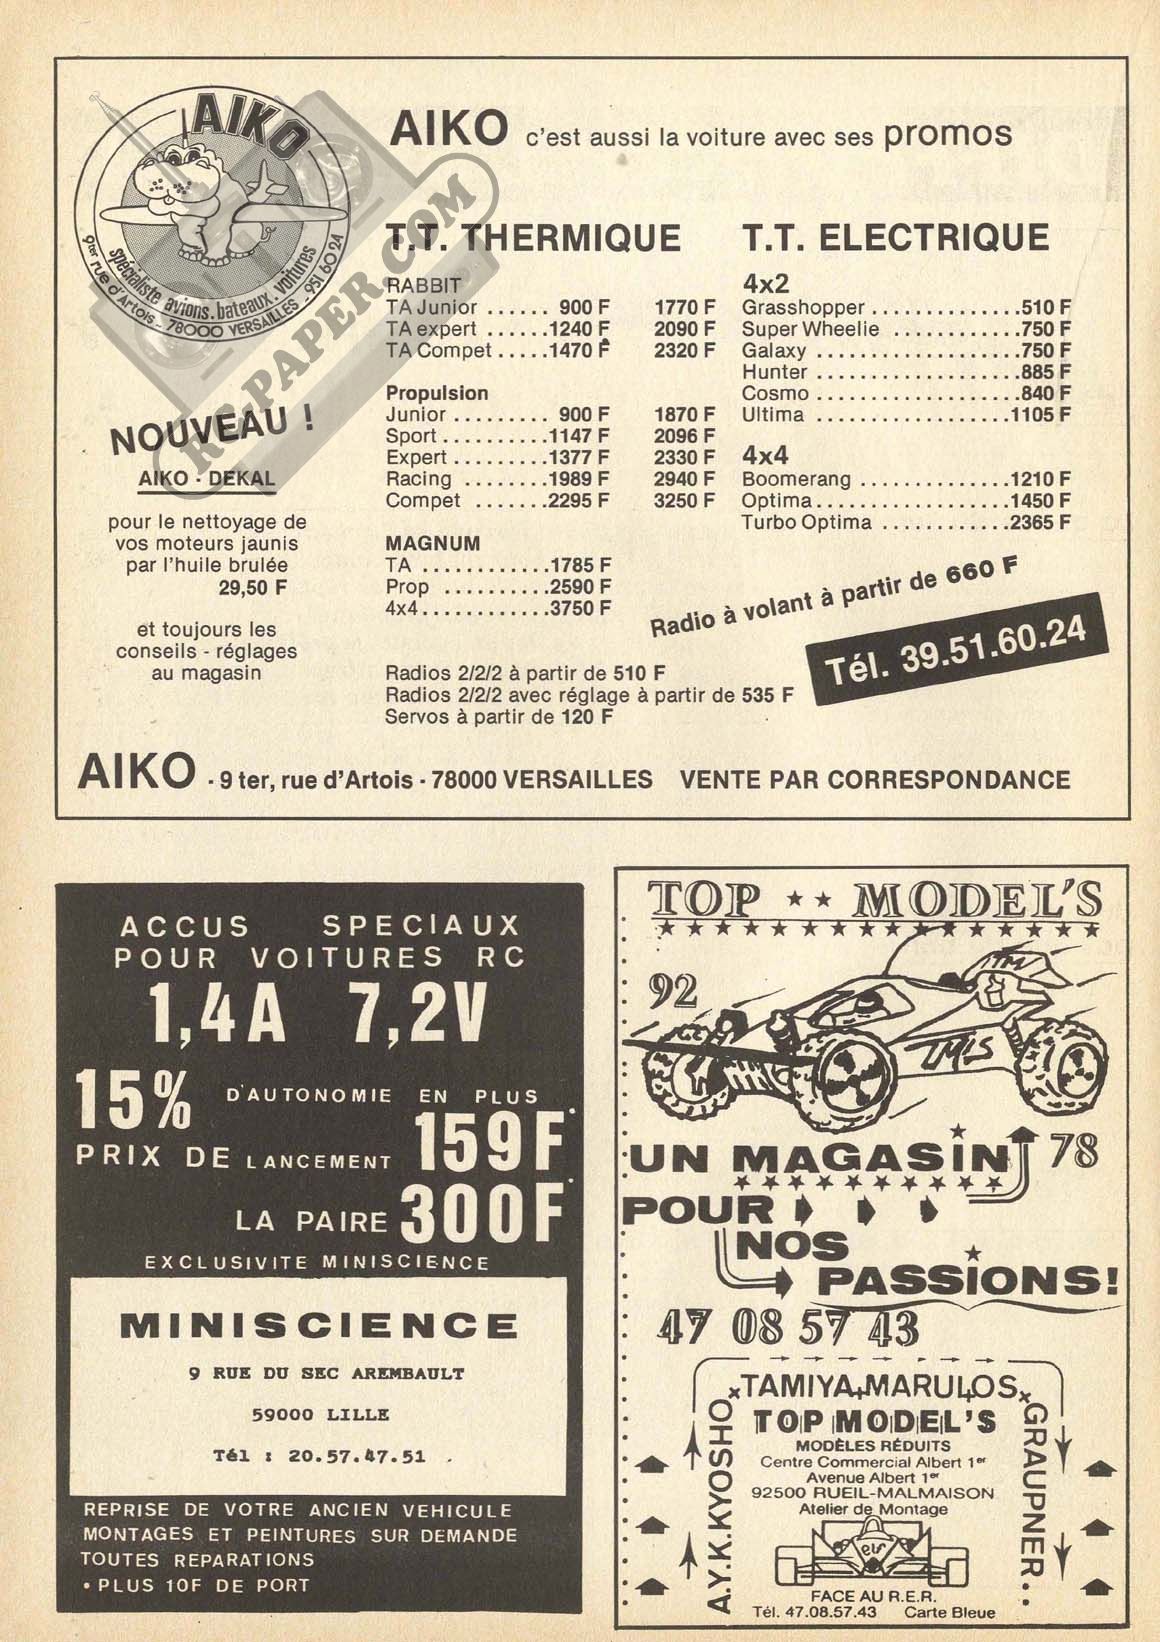 AIKO
spécialiste avions. bateaux. voitures
9ter rue d'Artois - 78000 VERSAILLES - 951 60 24
RC-PAPER.COM
AIKO c'est aussi la voiture avec ses promos
NOUVEAU !
AIKO - DEKAL
pour le nettoyage de
vos moteurs jaunis
par l'huile brulée
29,50 F
et toujours les
conseils - réglages
au magasin
T.T. THERMIQUE
RABBIT
TA Junior ...... 900 F 1770 F
TA expert ..... 1240 F 2090 F
TA Compet ..... 1470 F 2320 F
Propulsion
Junior ......... 900 F 1870 F
Sport .......... 1147 F 2096 F
Expert ......... 1377 F 2330 F
Racing ........ 1989 F 2940 F
Compet ....... 2295 F 3250 F
MAGNUM
TA ............ 1785 F
Prop .......... 2590 F
4x4 ............ 3750 F
T.T. ELECTRIQUE
4x2
Grasshopper .............. 510 F
Super Wheelie ............ 750 F
Galaxy .................... 750 F
Hunter .................... 885 F
Cosmo .................... 840 F
Ultima .................... 1105 F
4x4
Boomerang .............. 1210 F
Optima ................... 1450 F
Turbo Optima ............ 2365 F
Radio à volant à partir de 660 F
Tél. 39.51.60.24
Radios 2/2/2 à partir de 510 F
Radios 2/2/2 avec réglage à partir de 535 F
Servos à partir de 120 F
AIKO - 9 ter, rue d'Artois - 78000 VERSAILLES VENTE PAR CORRESPONDANCE
ACCUS SPECIAUX
POUR VOITURES RC
1,4A 7,2V
15% D'AUTONOMIE EN PLUS
PRIX DE LANCEMENT 159F
LA PAIRE 300F
EXCLUSIVITE MINISCIENCE
MINISCIENCE
9 RUE DU SEC AREMBAULT
59000 LILLE
Tél : 20.57.47.51
REPRISE DE VOTRE ANCIEN VEHICULE
MONTAGES ET PEINTURES SUR DEMANDE
TOUTES REPARATIONS
• PLUS 10F DE PORT
TOP ★★ MODEL'S
92
TM
TMS
UN MAGASIN 78
POUR
NOS
PASSIONS!
47 08 57 43
A.Y.K.KYOSHO x TAMIYA + MARUI, OS x GRAUPNER..
TOP MODEL'S
MODÈLES RÉDUITS
Centre Commercial Albert 1er
Avenue Albert 1er
92500 RUEIL-MALMAISON
Atelier de Montage
elf
FACE AU R.E.R.
Tél. 47.08.57.43 Carte Bleue